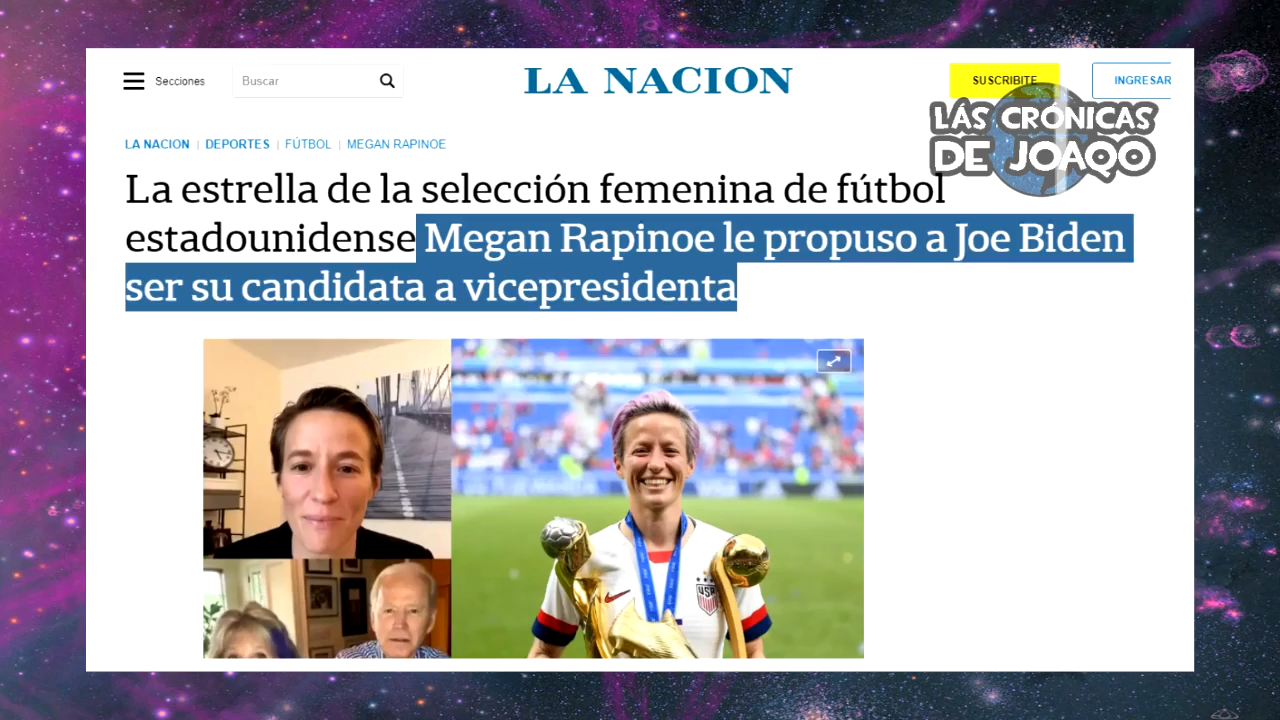 Secciones
Buscar
LA NACION
SUSCRIBITE
INGRESAR
LÁS CRÓNICAS
DE JOAQO
LA NACION | DEPORTES | FÚTBOL | MEGAN RAPINOE
La estrella de la selección femenina de fútbol
estadounidense Megan Rapinoe le propuso a Joe Biden
ser su candidata a vicepresidenta
USA